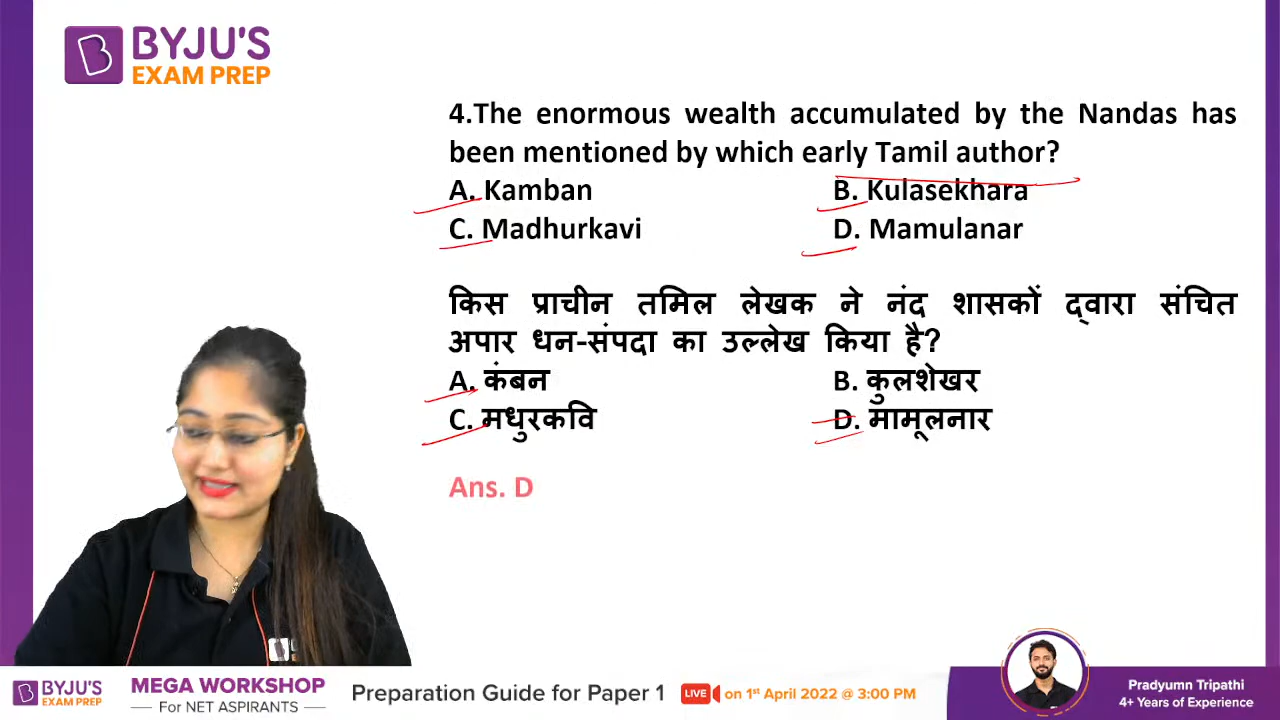 BYJU'S
EXAM PREP
4.The enormous wealth accumulated by the Nandas has
been mentioned by which early Tamil author?
A. Kamban B. Kulasekhara
C. Madhurkavi D. Mamulanar
किस प्राचीन तमिल लेखक ने नंद शासकों द्वारा संचित
अपार धन-संपदा का उल्लेख किया है?
A. कंबन B. कुलशेखर
C. मधुरकवि D. मामूलनार
Ans. D
BYJU'S
EXAM PREP
MEGA WORKSHOP
For NET ASPIRANTS
Preparation Guide for Paper 1 LIVE on 1st April 2022 @ 3:00 PM
Pradyumn Tripathi
4+ Years of Experience